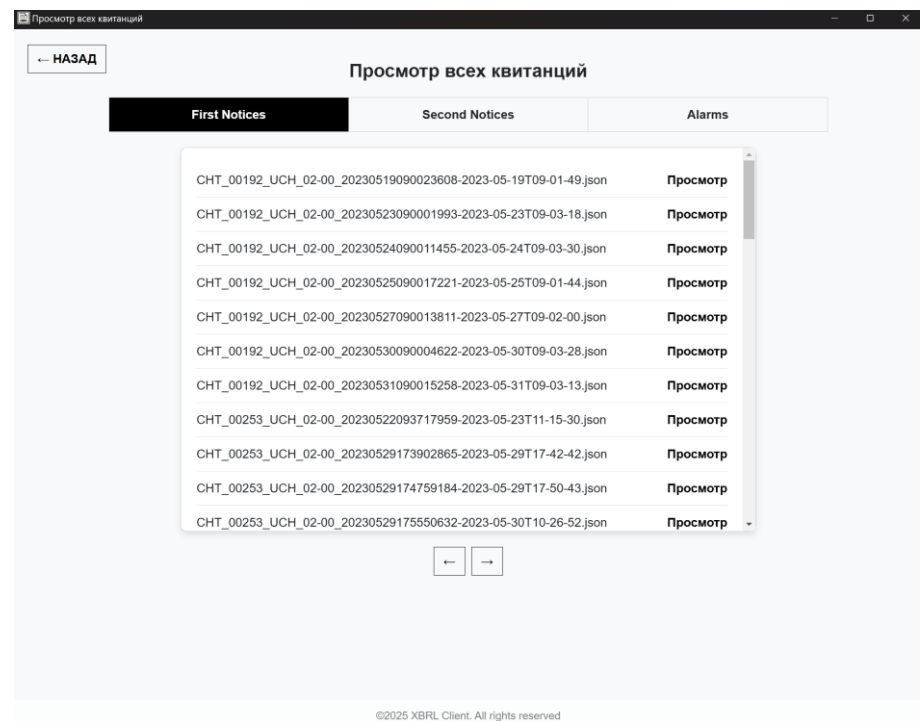 Просмотр всех квитанций
← НАЗАД
Просмотр всех квитанций
First Notices Second Notices Alarms
CHT_00192_UCH_02-00_20230519090023608-2023-05-19T09-01-49.json Просмотр
CHT_00192_UCH_02-00_20230523090001993-2023-05-23T09-03-18.json Просмотр
CHT_00192_UCH_02-00_20230524090011455-2023-05-24T09-03-30.json Просмотр
CHT_00192_UCH_02-00_20230525090017221-2023-05-25T09-01-44.json Просмотр
CHT_00192_UCH_02-00_20230527090013811-2023-05-27T09-02-00.json Просмотр
CHT_00192_UCH_02-00_20230530090004622-2023-05-30T09-03-28.json Просмотр
CHT_00192_UCH_02-00_20230531090015258-2023-05-31T09-03-13.json Просмотр
CHT_00253_UCH_02-00_20230522093717959-2023-05-23T11-15-30.json Просмотр
CHT_00253_UCH_02-00_20230529173902865-2023-05-29T17-42-42.json Просмотр
CHT_00253_UCH_02-00_20230529174759184-2023-05-29T17-50-43.json Просмотр
CHT_00253_UCH_02-00_20230529175550632-2023-05-30T10-26-52.json Просмотр
← →
©2025 XBRL Client. All rights reserved